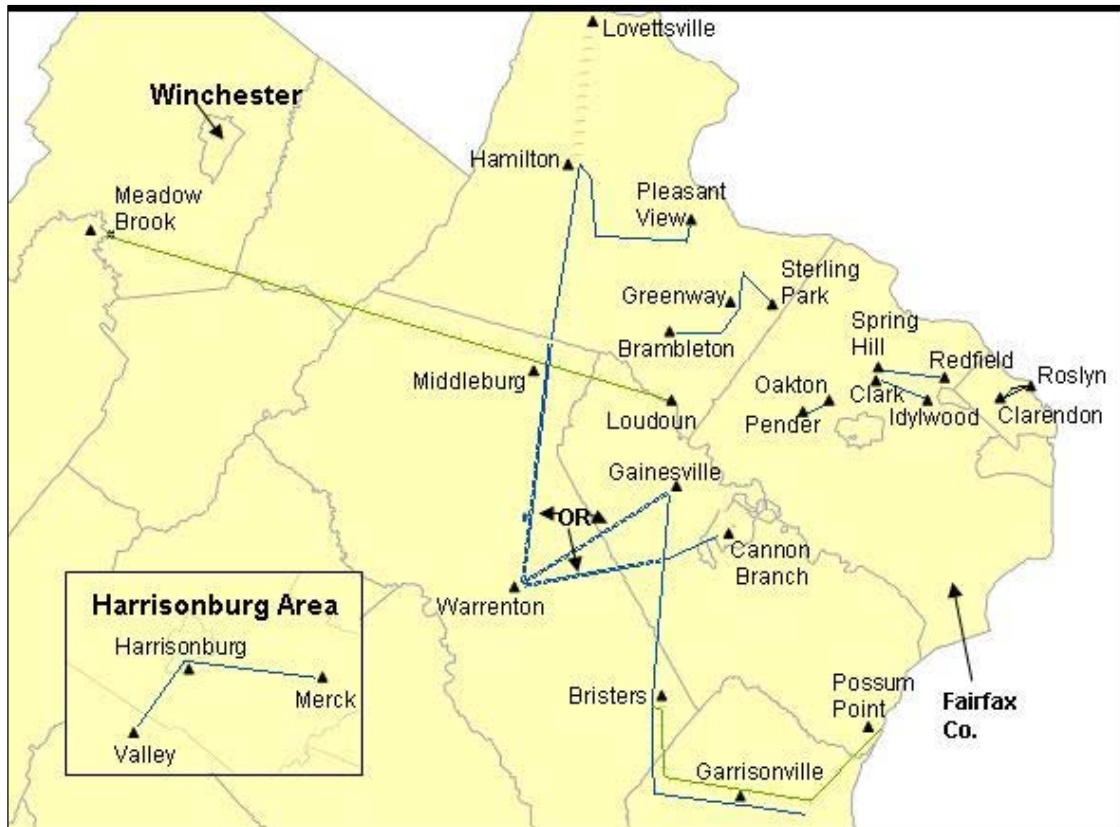 Lovettsville
Winchester
Hamilton
Meadow
Brook
Pleasant
View
Sterling
Park
Greenway
Spring
Hill
Brambleton
Redfield
Middleburg
Oakton
Clark
Roslyn
Loudoun
Pender
Idylwood
Clarendon
Gainesville
OR
Cannon
Branch
Warrenton
Harrisonburg Area
Harrisonburg
Merck
Valley
Bristers
Possum
Point
Fairfax
Co.
Garrisonville